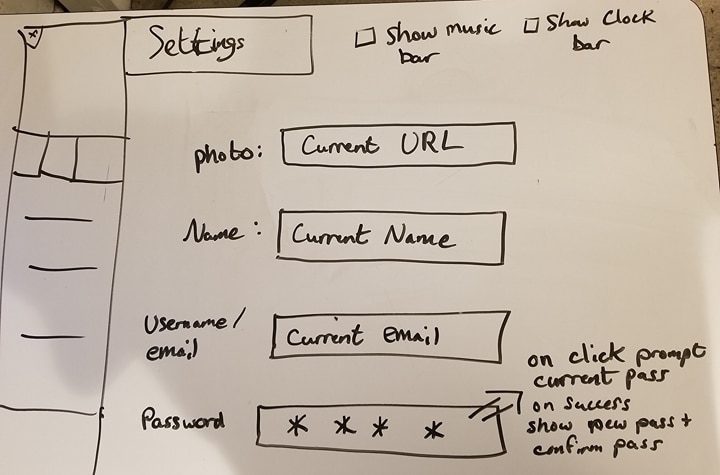 x
Settings
Show music
bar
Show Clock
bar
photo:
Current URL
Name:
Current Name
Username/
email
Current email
on click prompt
current pass
on success
show new pass +
confirm pass
Password
* * * *